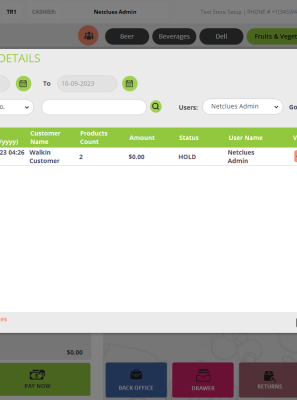 TR1 CASHIER: Netclues Admin Test Store Setup | PHONE #
Beer Beverages Deli Fruits & Veget
DETAILS
To 16-09-2023
o. Users: Netclues Admin Go
yyyy) Customer Name Products Count Amount Status User Name V
23 04:26 Walkin Customer 2 $0.00 HOLD Netclues Admin
es
$0.00
PAY NOW BACK OFFICE DRAWER RETURNS